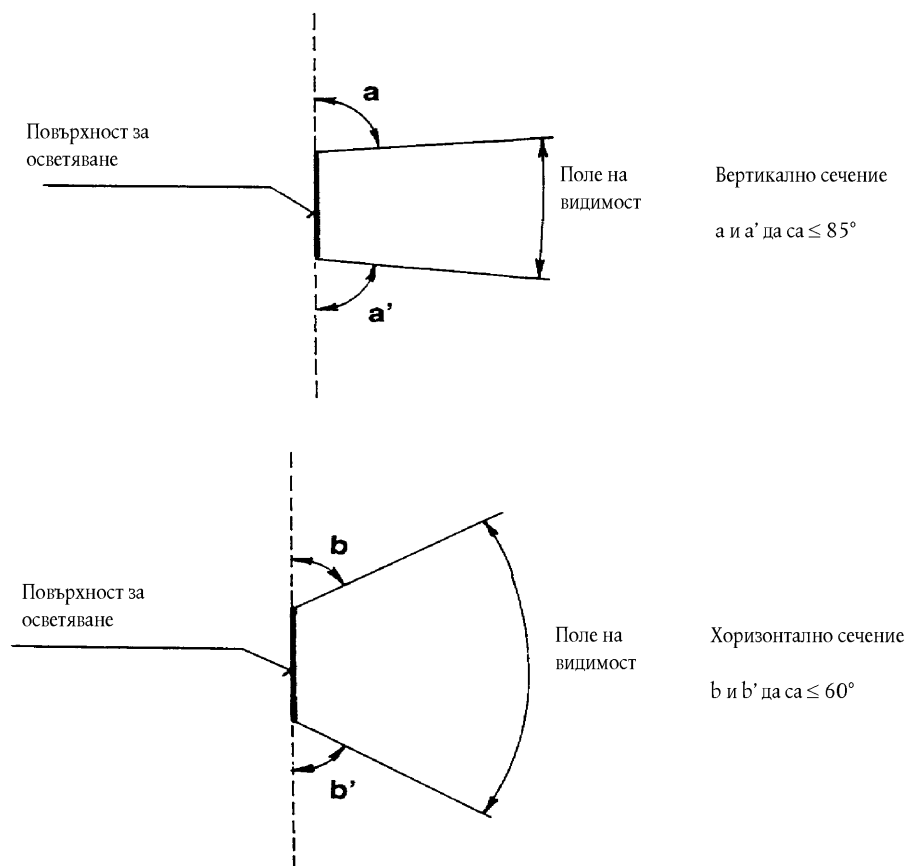 a
Повърхност за
осветяване
Поле на
видимост
Вертикално сечение
a и a’ да са ≤ 85°
a’
b
Повърхност за
осветяване
Поле на
видимост
Хоризонтално сечение
b и b’ да са ≤ 60°
b’